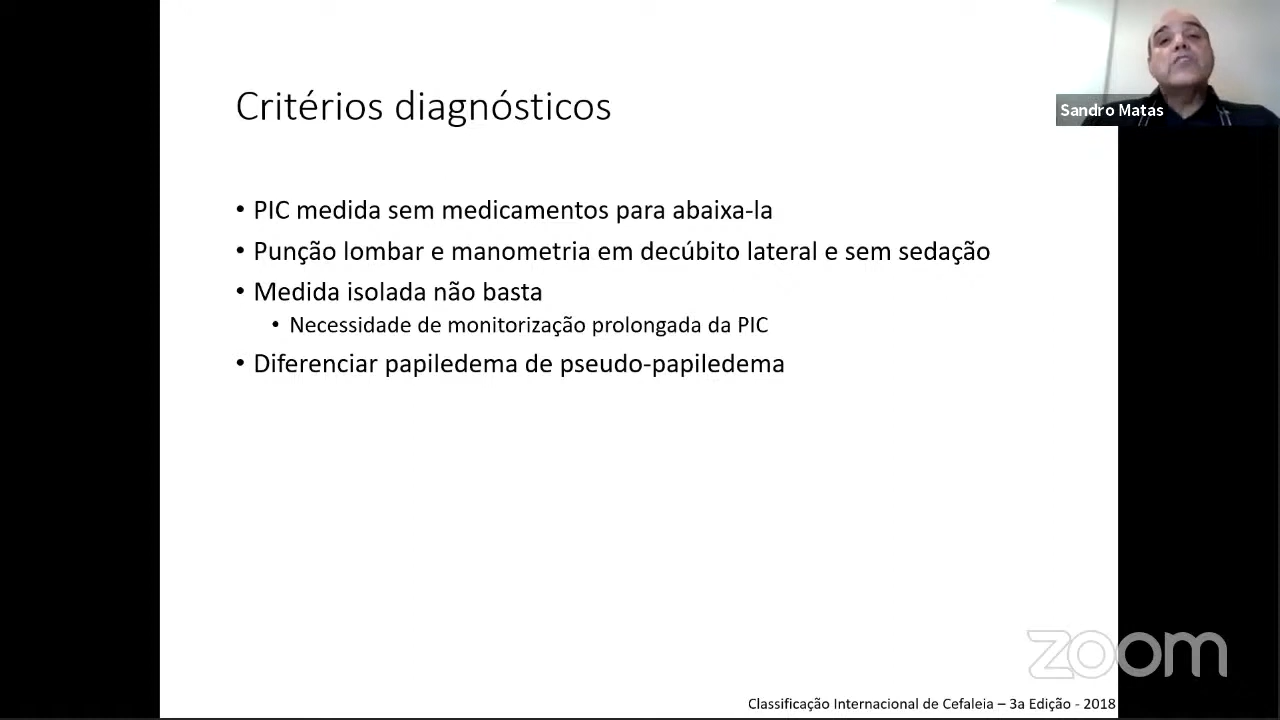 Critérios diagnósticos
Sandro Matas
• PIC medida sem medicamentos para abaixa-la
• Punção lombar e manometria em decúbito lateral e sem sedação
• Medida isolada não basta
• Necessidade de monitorização prolongada da PIC
• Diferenciar papiledema de pseudo-papiledema
zoom
Classificação Internacional de Cefaleia – 3a Edição - 2018